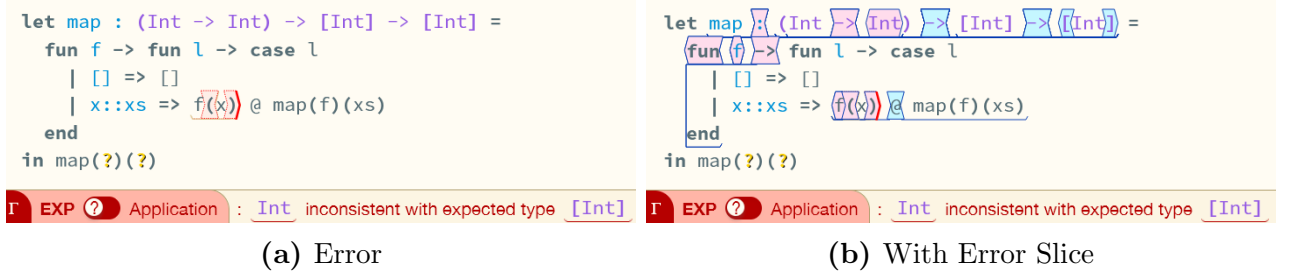 let map : (Int -> Int) -> [Int] -> [Int] =
fun f -> fun l -> case l
| [] => []
| x::xs => f(x) @ map(f)(xs)
end
in map(?)(?)
Γ EXP ? Application : Int inconsistent with expected type [Int]
(a) Error
let map : (Int -> Int) -> [Int] -> [Int] =
fun f -> fun l -> case l
| [] => []
| x::xs => f(x) @ map(f)(xs)
end
in map(?)(?)
Γ EXP ? Application : Int inconsistent with expected type [Int]
(b) With Error Slice